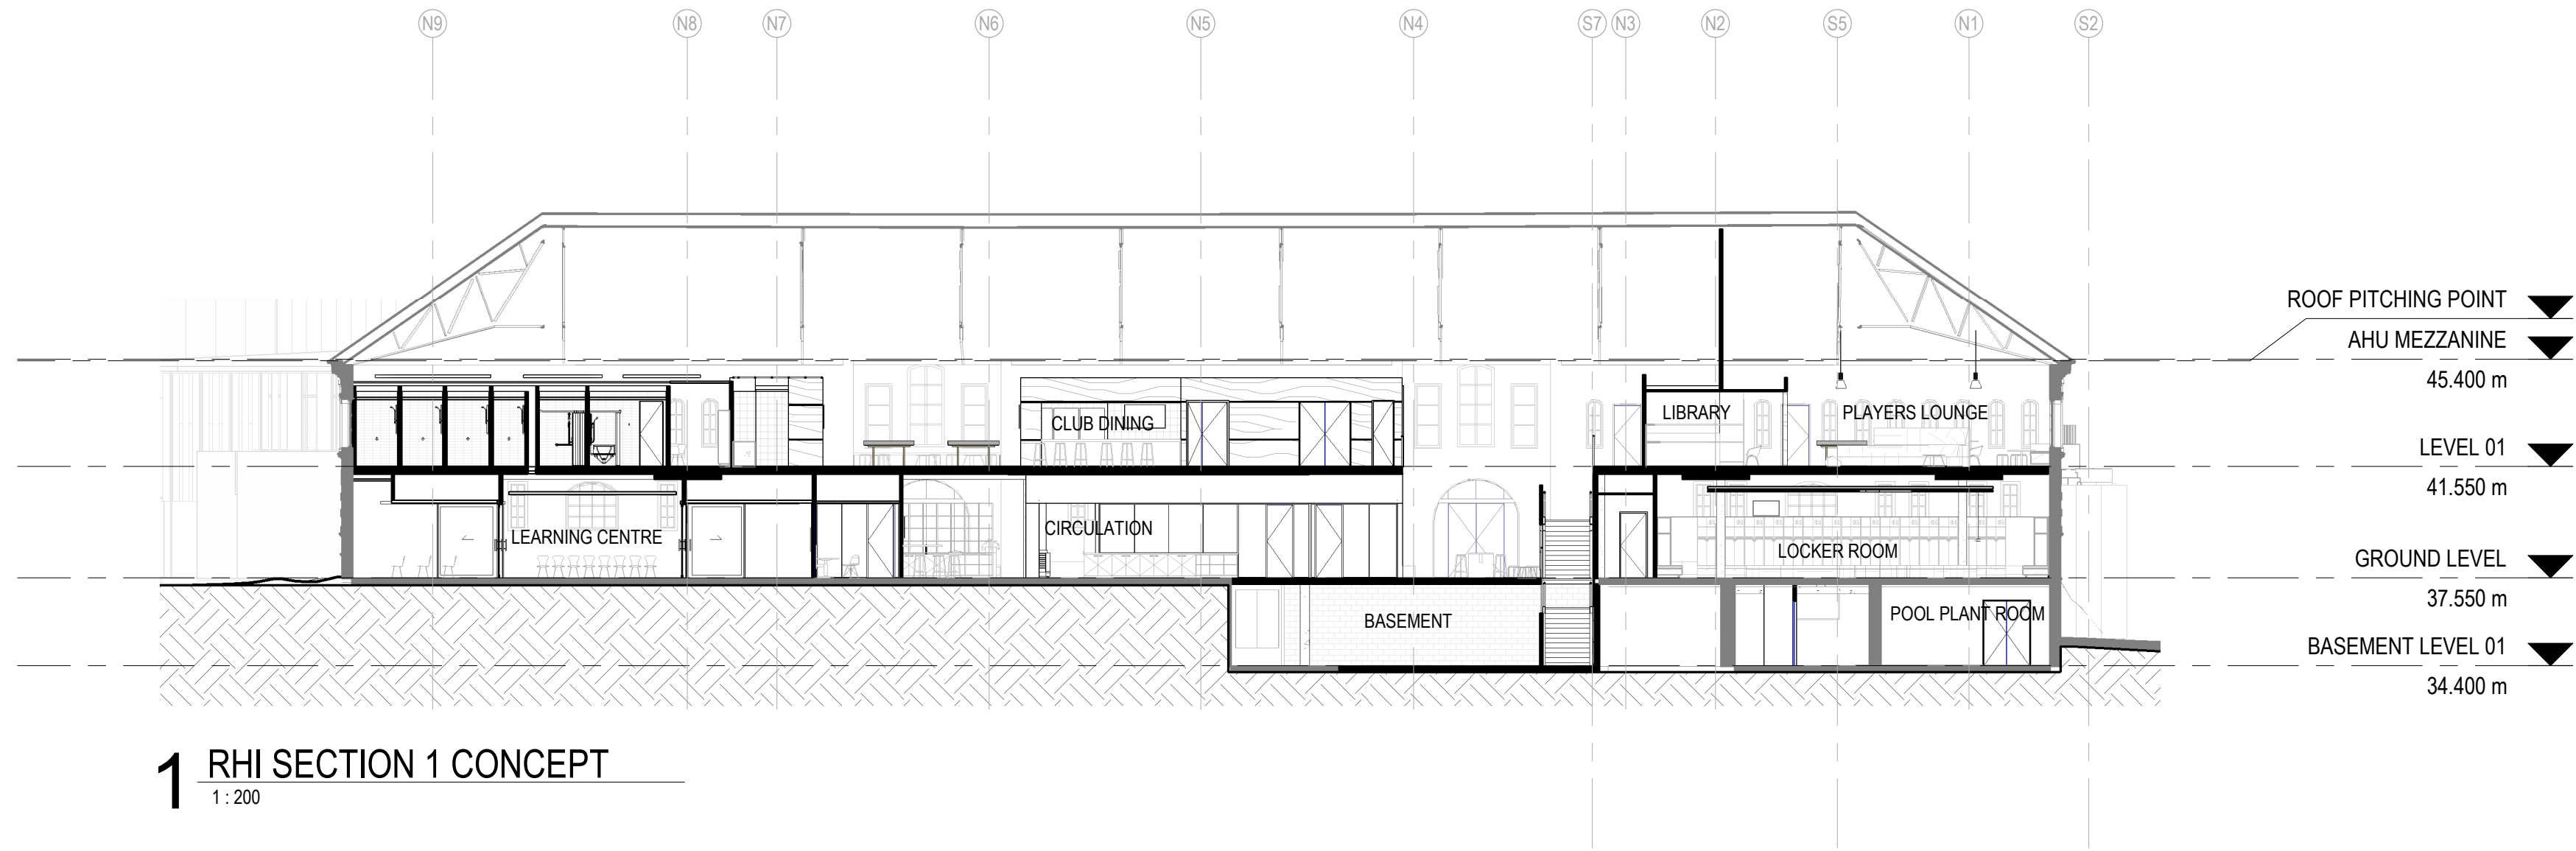 N9 N8 N7 N6 N5 N4 S7 N3 N2 S5 N1 S2
ROOF PITCHING POINT
AHU MEZZANINE
45.400 m
CLUB DINING
LIBRARY
PLAYERS LOUNGE
LEVEL 01
41.550 m
LEARNING CENTRE
CIRCULATION
LOCKER ROOM
GROUND LEVEL
37.550 m
BASEMENT
POOL PLANT ROOM
BASEMENT LEVEL 01
34.400 m
1 RHI SECTION 1 CONCEPT
1 : 200